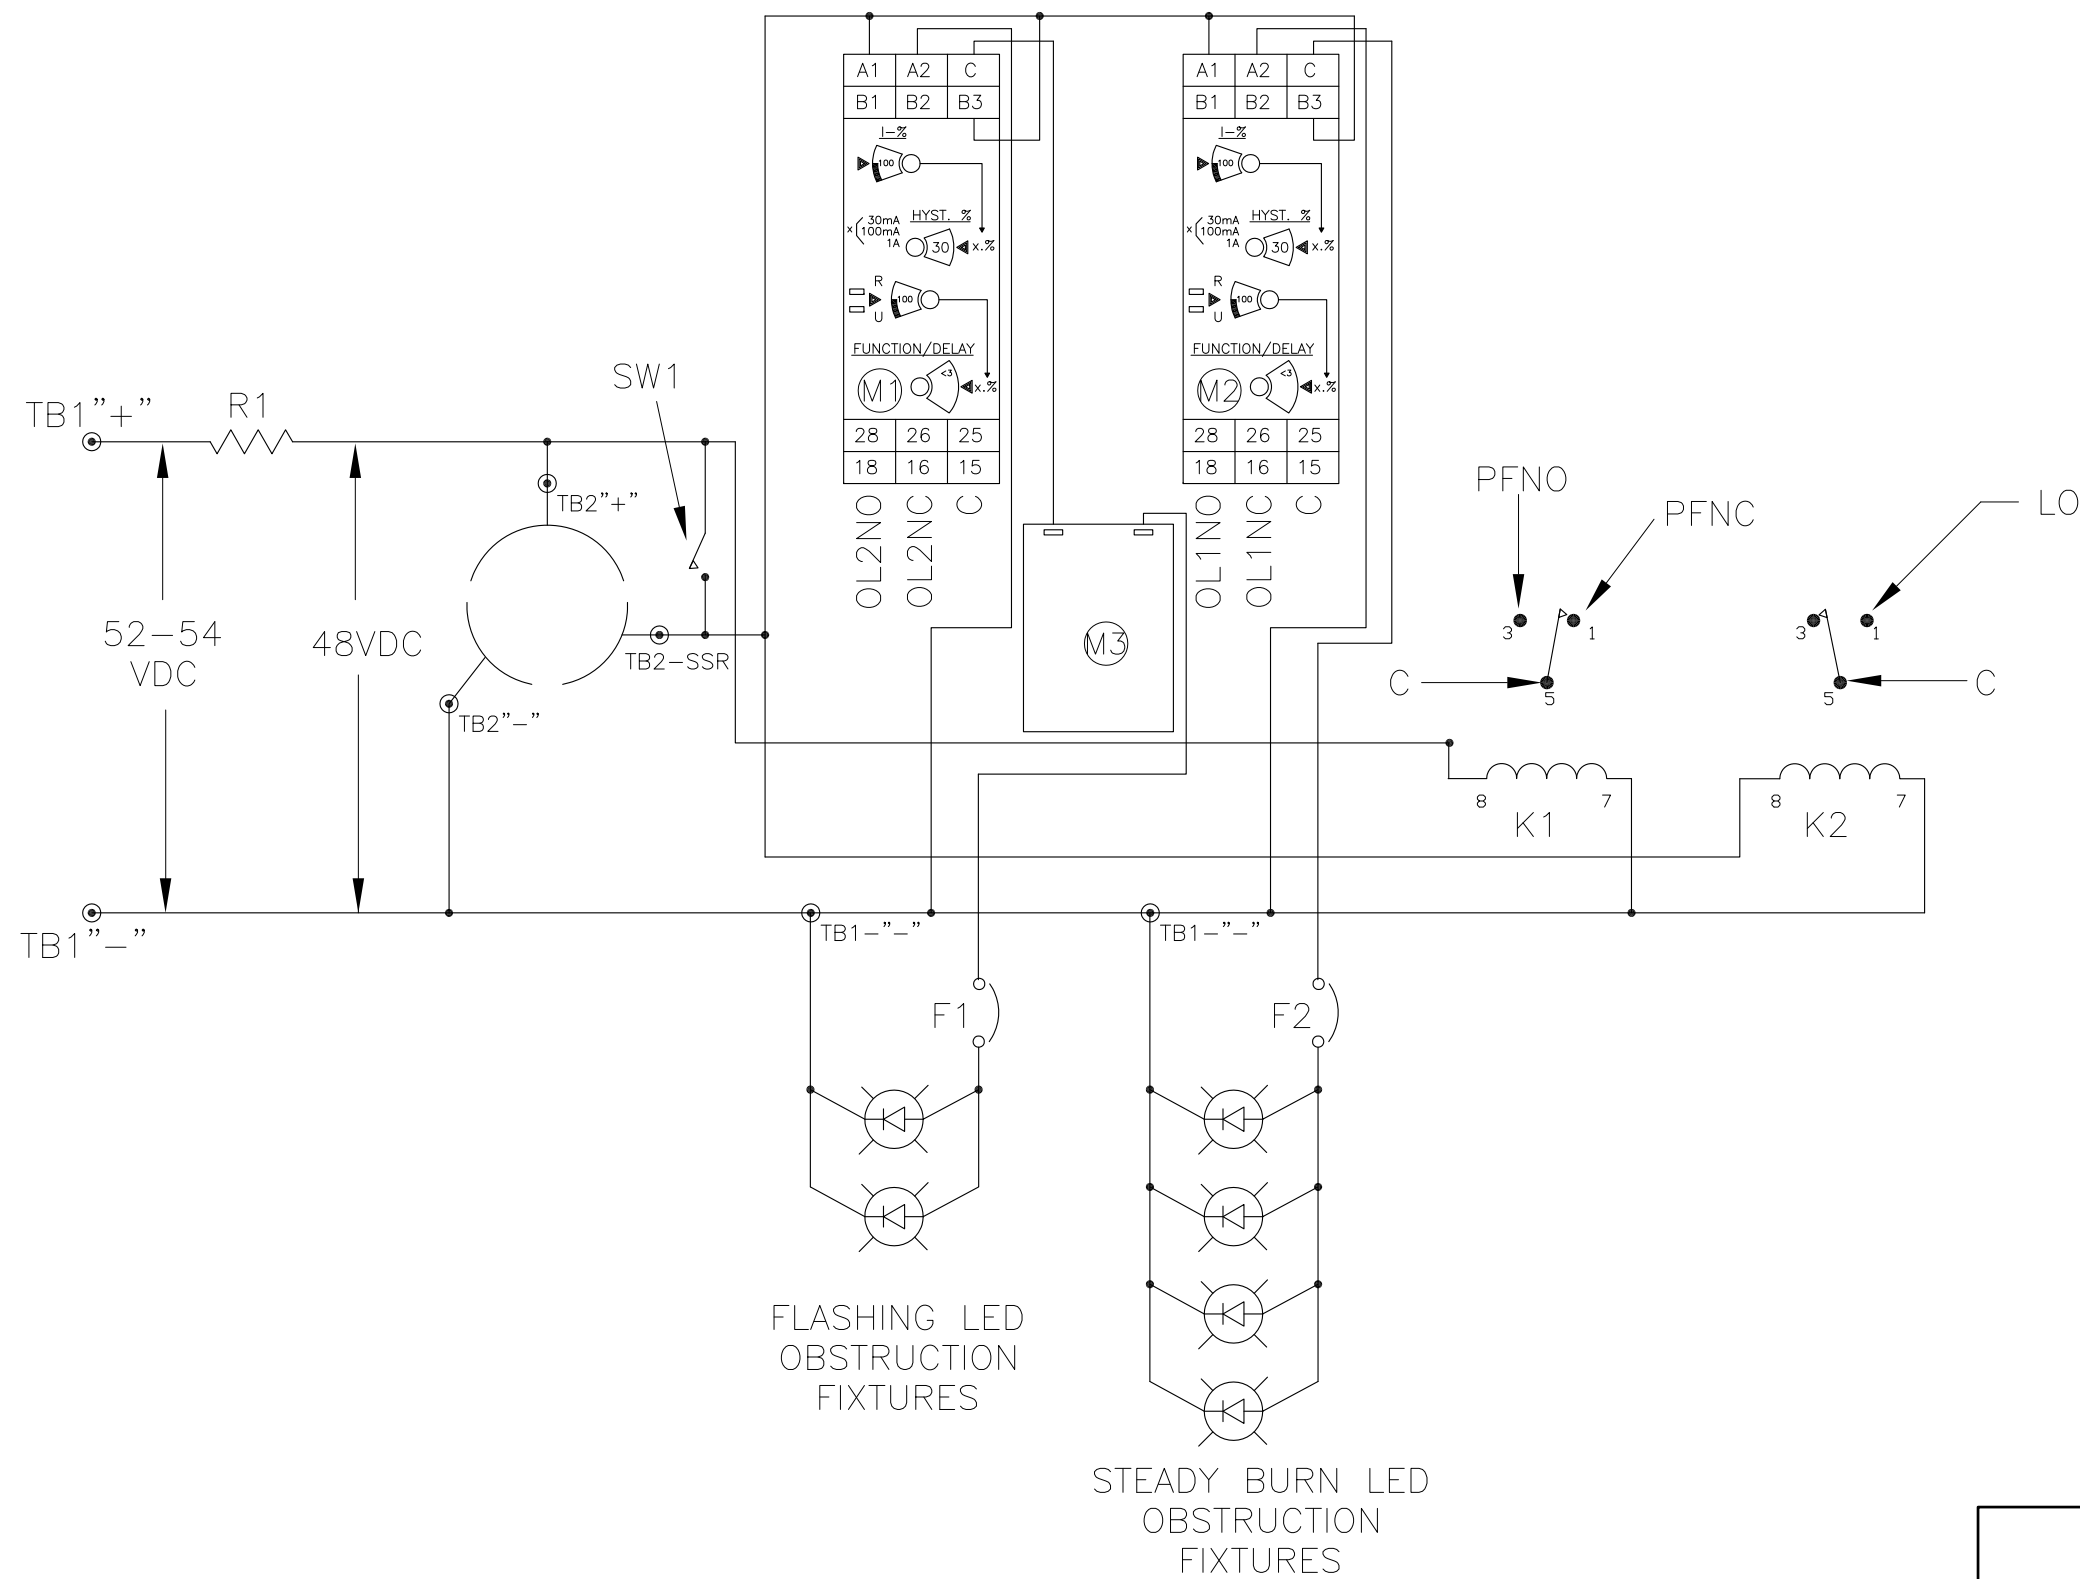 A1 A2 C
B1 B2 B3
I-%
100
30mA
100mA
1A
x
HYST. %
30
x.%
R
U
100
FUNCTION/DELAY
<3
x.%
M1
28 26 25
18 16 15
OL2NO
OL2NC
C
A1 A2 C
B1 B2 B3
I-%
100
30mA
100mA
1A
x
HYST. %
30
x.%
R
U
100
FUNCTION/DELAY
<3
x.%
M2
28 26 25
18 16 15
OL1NO
OL1NC
C
SW1
TB1"+"
R1
TB2"+"
52-54
VDC
48VDC
TB2-SSR
TB2"-"
M3
PFNO
PFNC
LO
3
1
C
5
3
1
5
C
8
7
K1
8
7
K2
TB1"-"
TB1-"-"
TB1-"-"
F1
F2
FLASHING LED
OBSTRUCTION
FIXTURES
STEADY BURN LED
OBSTRUCTION
FIXTURES